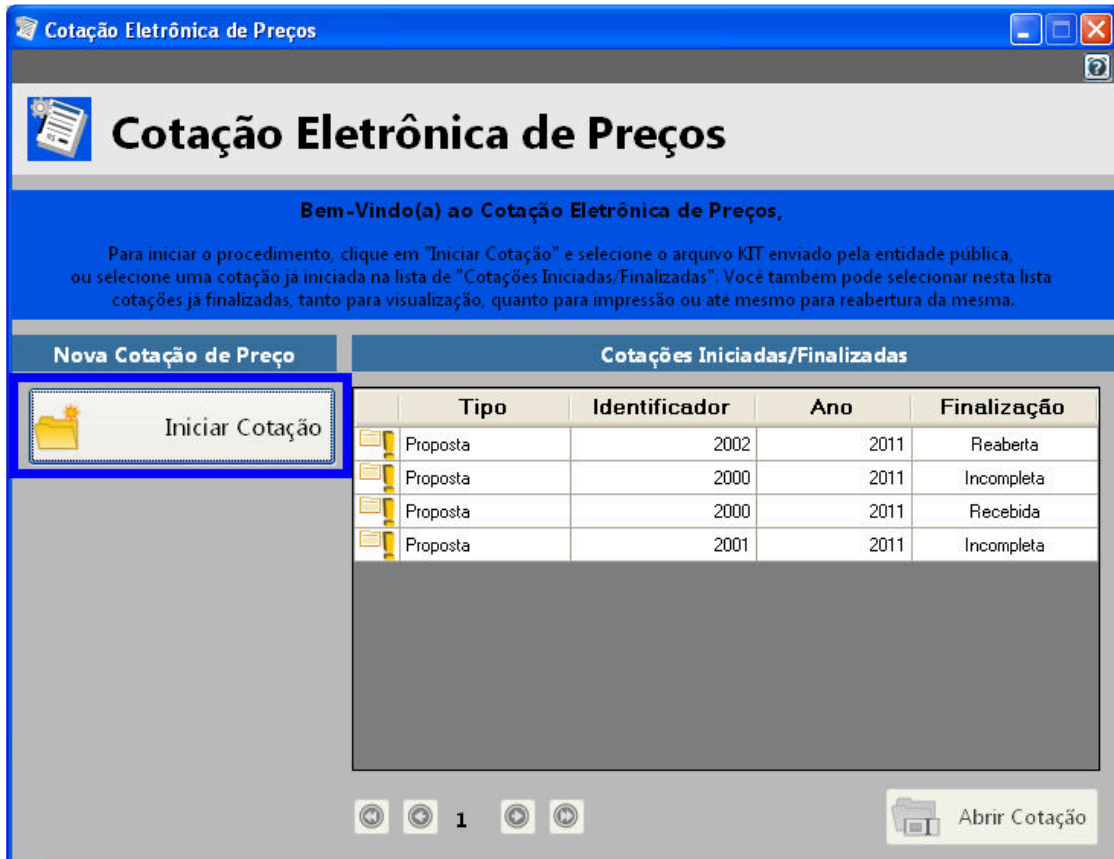 Cotação Eletrônica de Preços
Cotação Eletrônica de Preços
Bem-Vindo(a) ao Cotação Eletrônica de Preços,
Para iniciar o procedimento, clique em "Iniciar Cotação" e selecione o arquivo KIT enviado pela entidade pública,
ou selecione uma cotação já iniciada na lista de "Cotações Iniciadas/Finalizadas". Você também pode selecionar nesta lista
cotações já finalizadas, tanto para visualização, quanto para impressão ou até mesmo para reabertura da mesma.
Nova Cotação de Preço
Cotações Iniciadas/Finalizadas
Iniciar Cotação
Tipo Identificador Ano Finalização
Proposta 2002 2011 Reaberta
Proposta 2000 2011 Incompleta
Proposta 2000 2011 Recebida
Proposta 2001 2011 Incompleta
1
Abrir Cotação